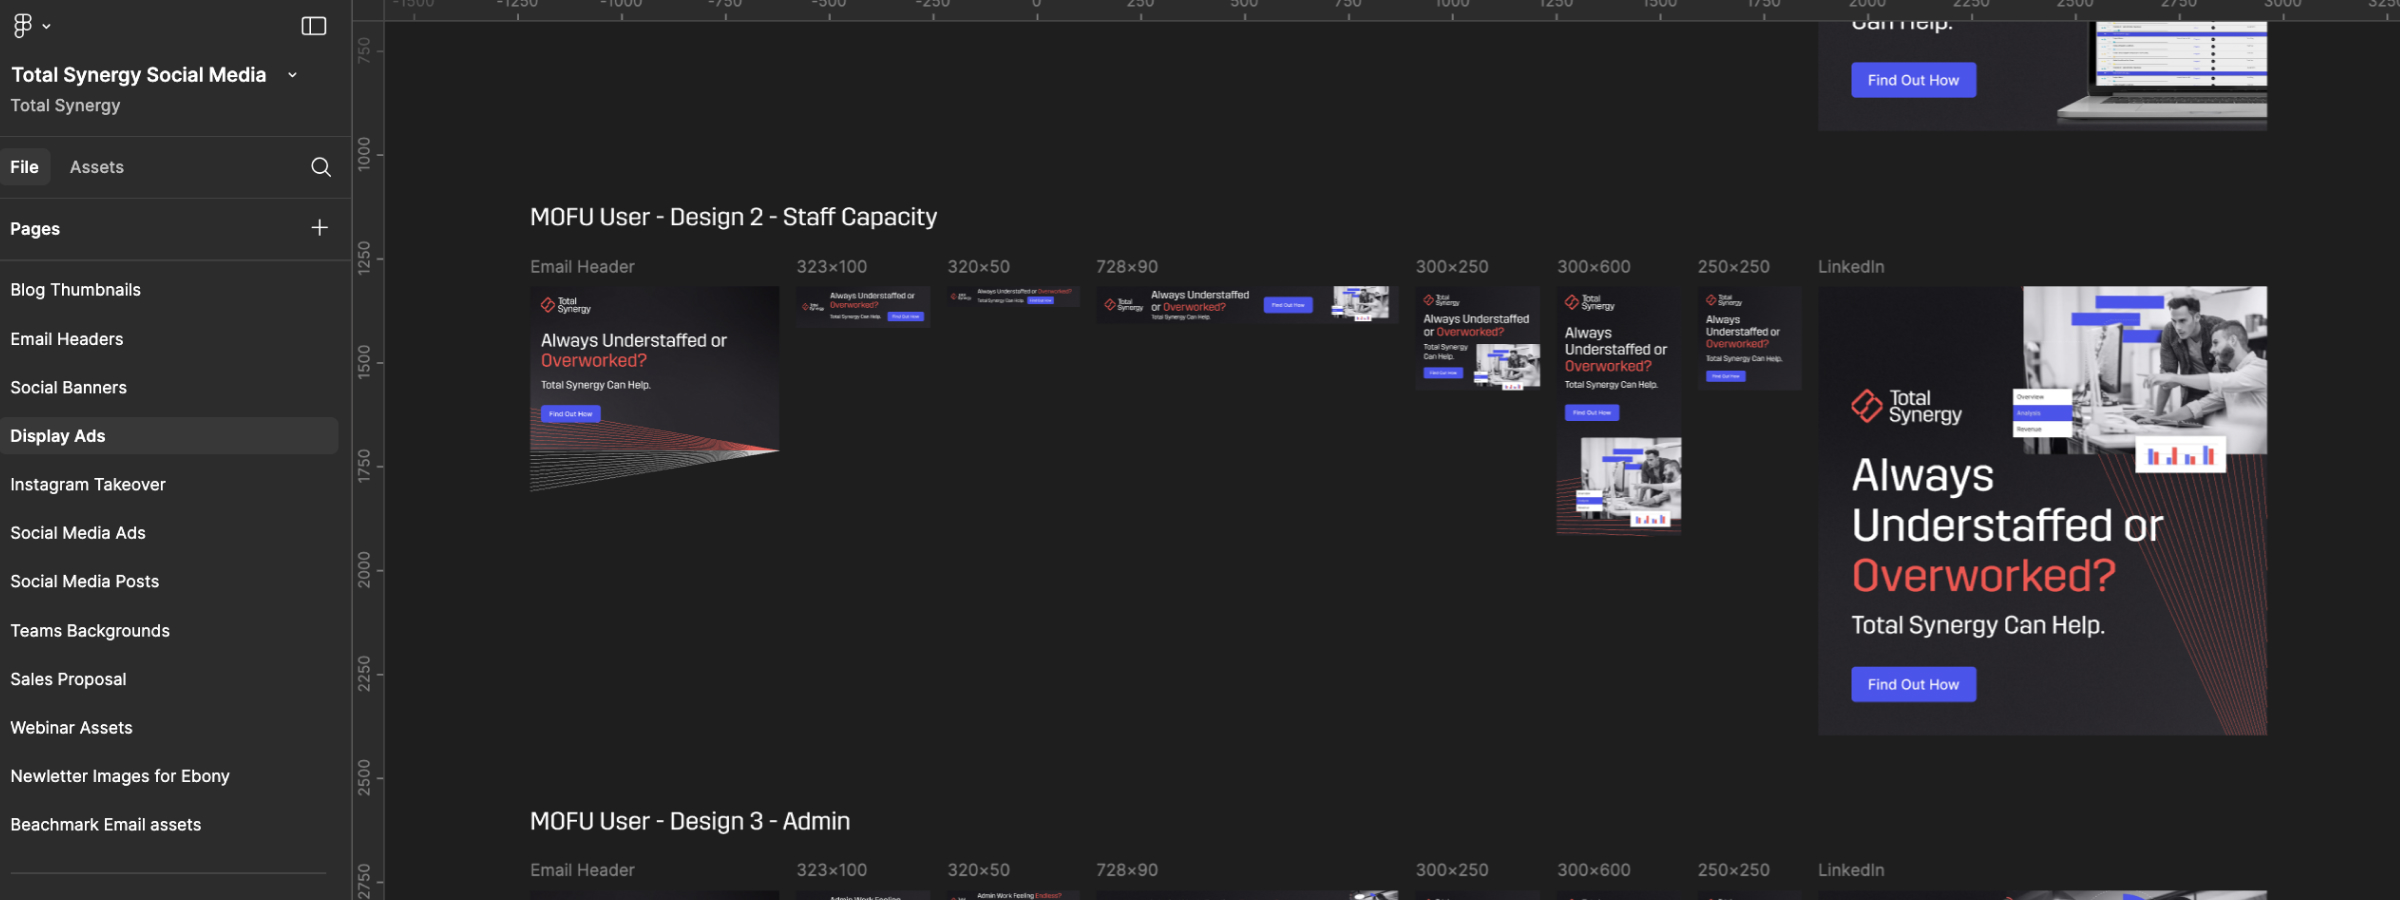 Total Synergy Social Media
Total Synergy
File
Assets
Pages
Blog Thumbnails
Email Headers
Social Banners
Display Ads
Instagram Takeover
Social Media Ads
Social Media Posts
Teams Backgrounds
Sales Proposal
Webinar Assets
Newletter Images for Ebony
Beachmark Email assets
-1500 -1250 -1000 -750 -500 -250 0 250 500 750 1000 1250 1500 1750 2000 2250 2500 2750 3000
750
1000
1250
1500
1750
2000
2250
2500
2750
Can Help.
Find Out How
MOFU User - Design 2 - Staff Capacity
Email Header
Total
Synergy
Always Understaffed or
Overworked?
Total Synergy Can Help.
Find Out How
323×100
Total
Synergy
Always Understaffed or
Overworked?
Total Synergy Can Help.
Find Out How
320×50
Total
Synergy
Always Understaffed or Overworked?
Total Synergy Can Help.
728×90
Total
Synergy
Always Understaffed
or Overworked?
Total Synergy Can Help.
Find Out How
300×250
Total
Synergy
Always Understaffed
or Overworked?
Total Synergy
Can Help.
Find Out How
300×600
Total
Synergy
Always
Understaffed or
Overworked?
Total Synergy Can Help.
Find Out How
250×250
Total
Synergy
Always
Understaffed or
Overworked?
Total Synergy Can Help.
Find Out How
LinkedIn
Overview
Analysis
Revenue
Total
Synergy
Always
Understaffed or
Overworked?
Total Synergy Can Help.
Find Out How
MOFU User - Design 3 - Admin
Email Header
323×100
Admin Work Feeling
320×50
Admin Work Feeling Endless?
728×90
300×250
300×600
250×250
LinkedIn